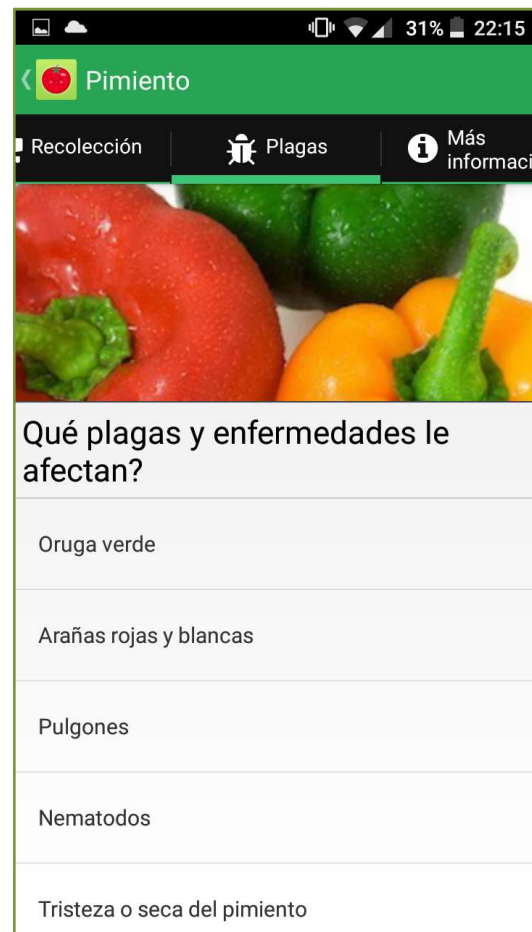 31% 22:15
Pimiento
Recolección
Plagas
Más
informaci
Qué plagas y enfermedades le
afectan?
Oruga verde
Arañas rojas y blancas
Pulgones
Nematodos
Tristeza o seca del pimiento